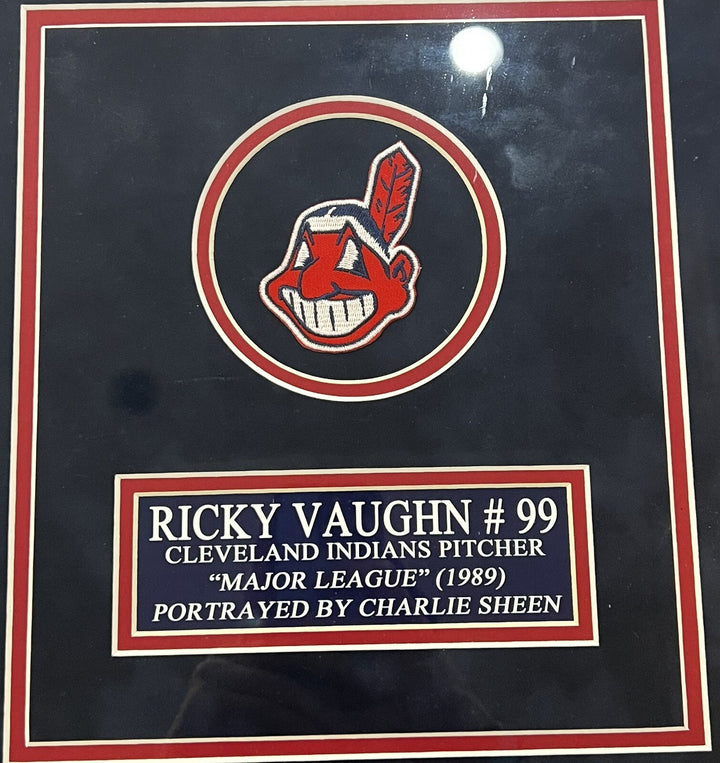 RICKY VAUGHN # 99
CLEVELAND INDIANS PITCHER
“MAJOR LEAGUE” (1989)
PORTRAYED BY CHARLIE SHEEN